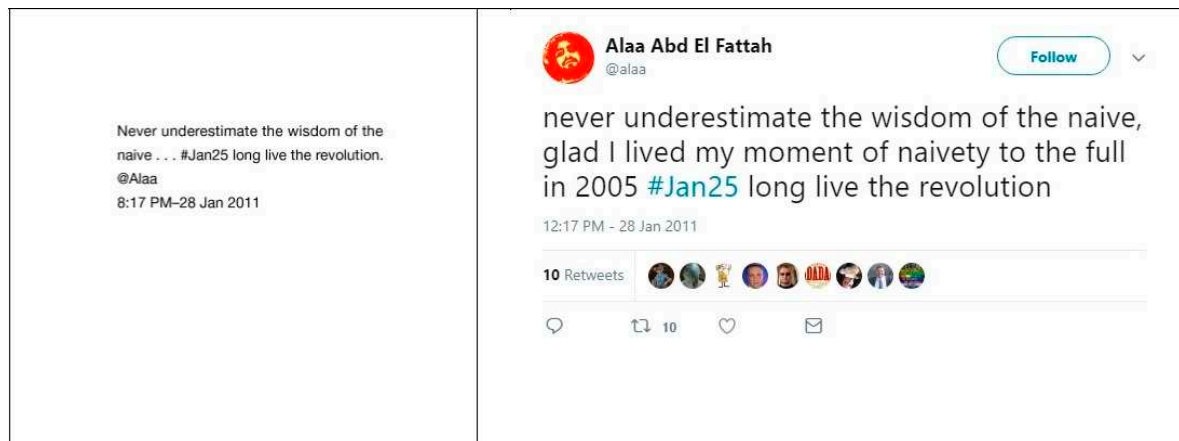 Never underestimate the wisdom of the
naive . . . #Jan25 long live the revolution.
@Alaa
8:17 PM–28 Jan 2011
Alaa Abd El Fattah
@alaa
Follow
never underestimate the wisdom of the naive,
glad I lived my moment of naivety to the full
in 2005 #Jan25 long live the revolution
12:17 PM - 28 Jan 2011
10 Retweets
DADA
10